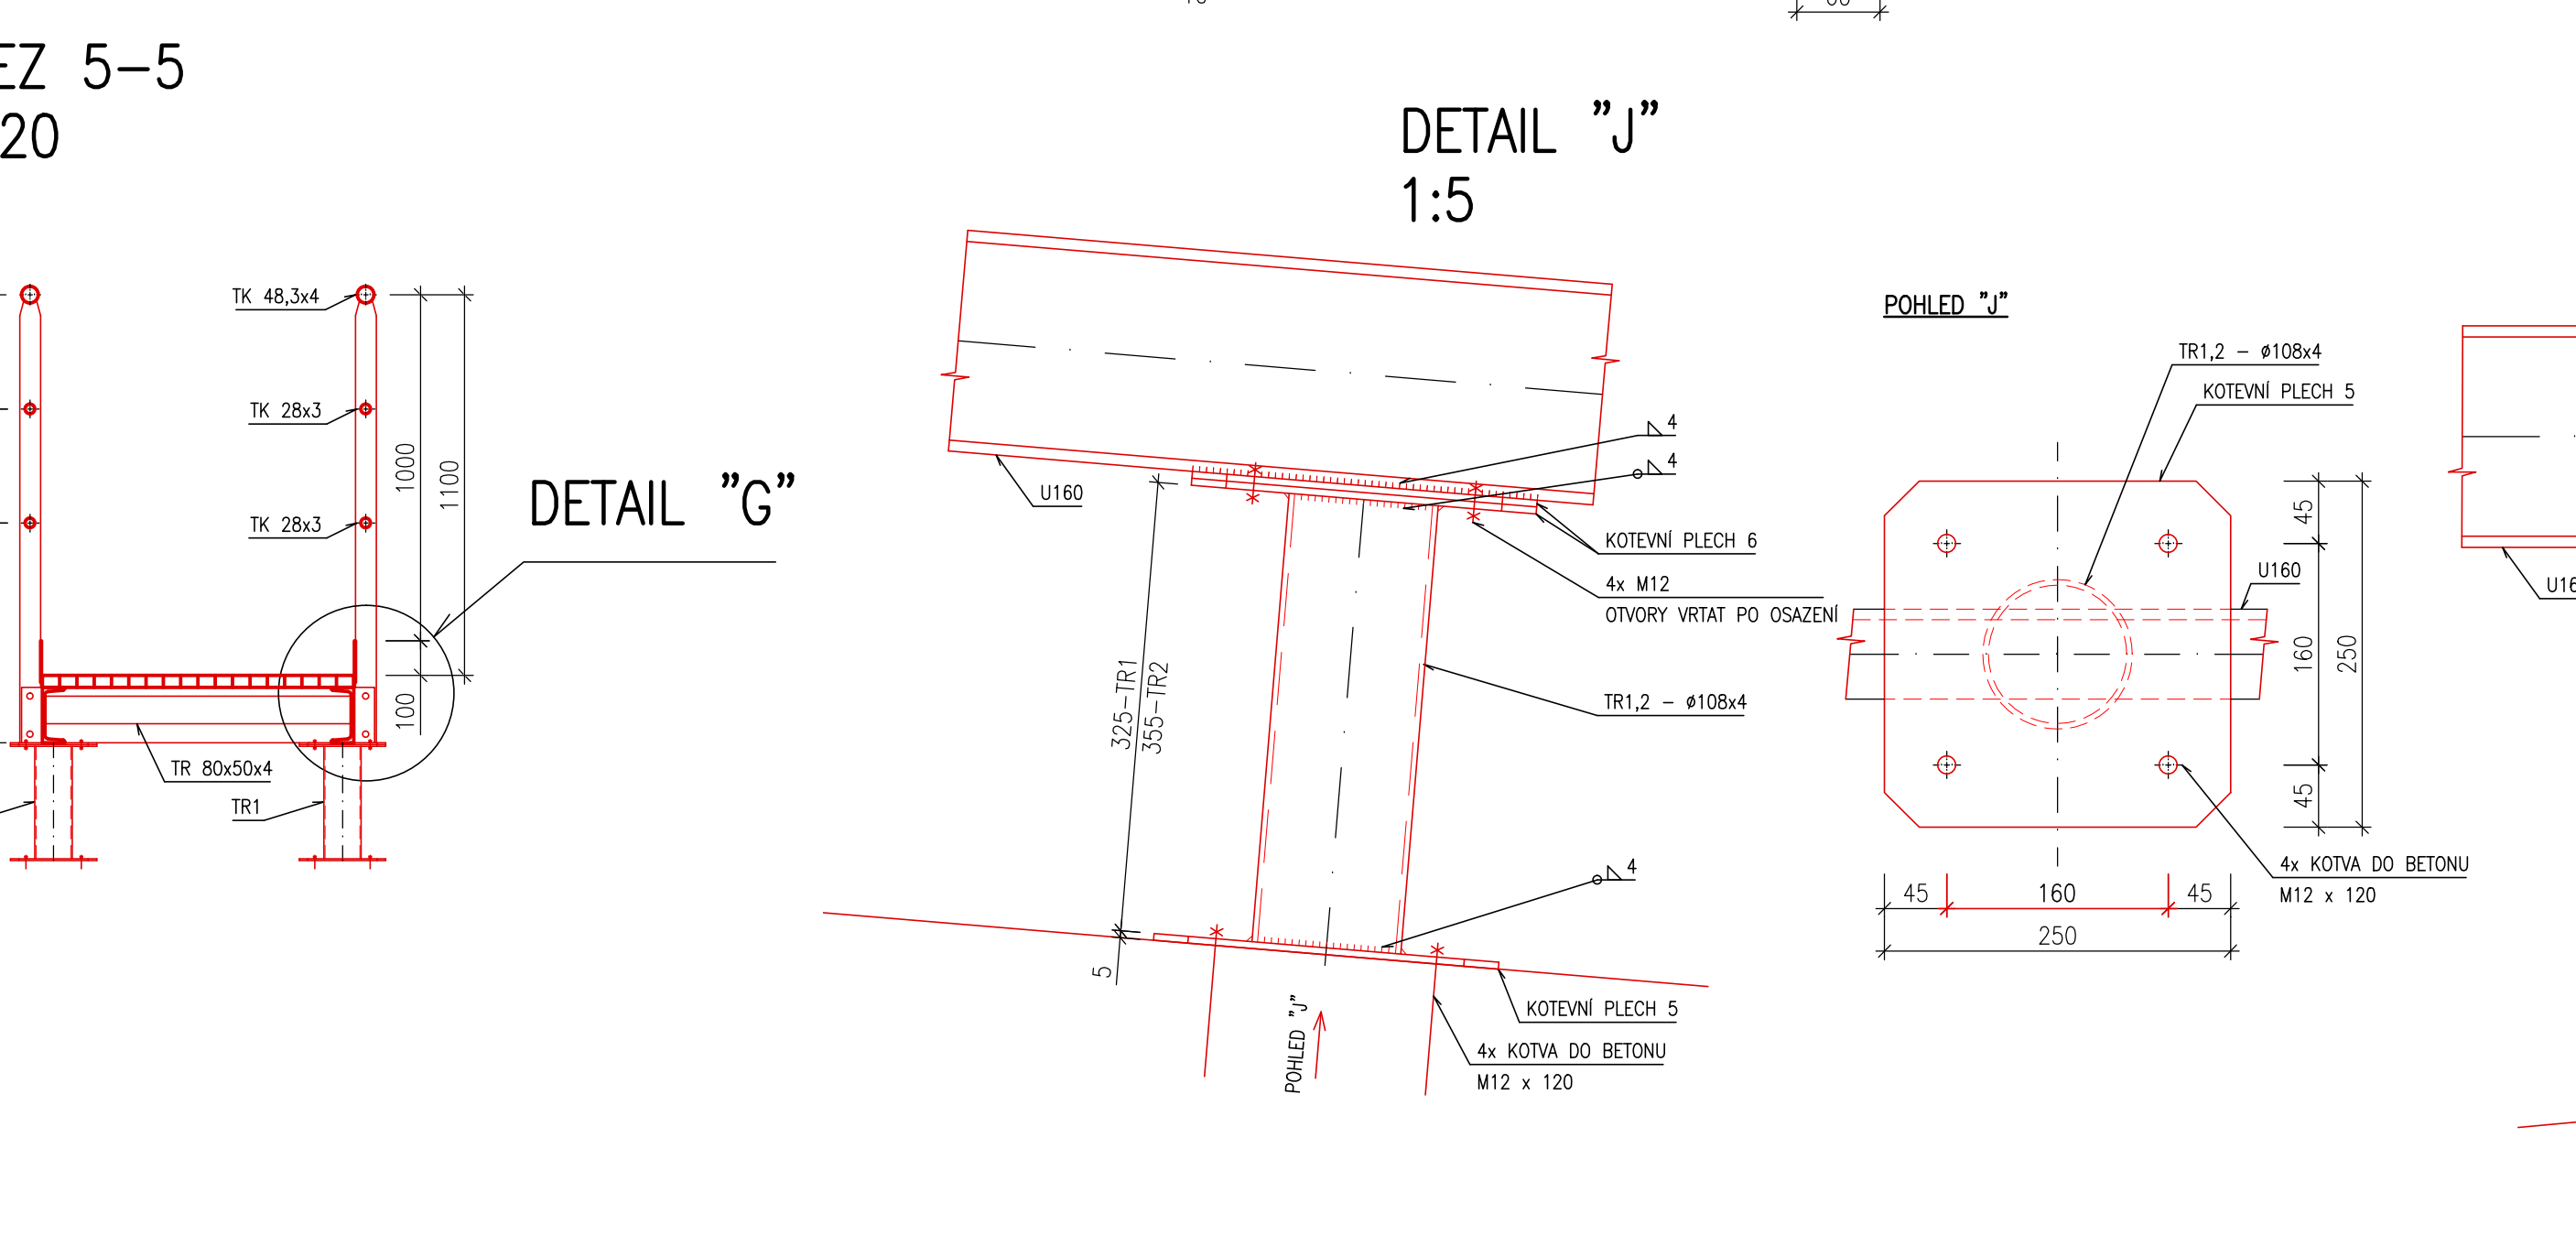 EZ 5-5
20
TK 48,3x4
TK 28x3
TK 28x3
1000
1100
100
DETAIL "G"
TR 80x50x4
TR1
DETAIL "J"
1:5
U160
4
4
KOTEVNÍ PLECH 6
4x M12
OTVORY VRTAT PO OSAZENÍ
325-TR1
355-TR2
TR1,2 - ø108x4
4
5
POHLED "J"
KOTEVNÍ PLECH 5
4x KOTVA DO BETONU
M12 x 120
POHLED "J"
TR1,2 - ø108x4
KOTEVNÍ PLECH 5
U160
45
160
250
45
4x KOTVA DO BETONU
M12 x 120
45
160
45
250
U16